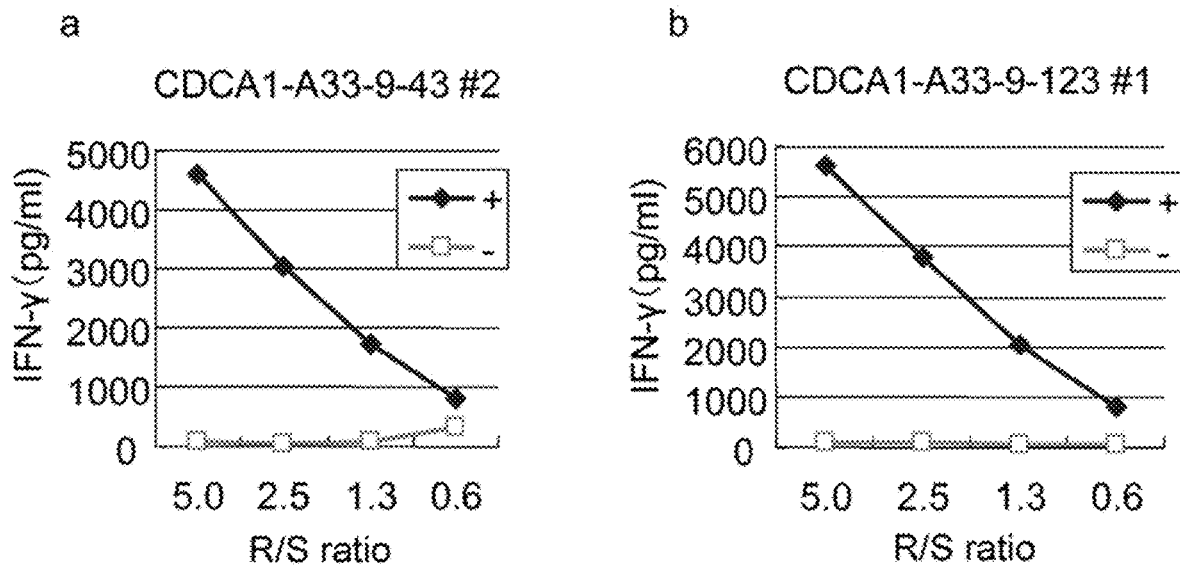 a
CDCA1-A33-9-43 #2
IFN-γ(pg/ml)
5000
4000
3000
2000
1000
0
+
-
5.0 2.5 1.3 0.6
R/S ratio
b
CDCA1-A33-9-123 #1
IFN-γ(pg/ml)
6000
5000
4000
3000
2000
1000
0
+
-
5.0 2.5 1.3 0.6
R/S ratio